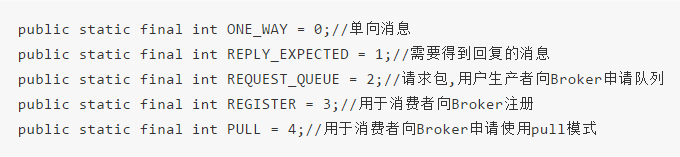 public static final int ONE_WAY = 0;//单向消息
public static final int REPLY_EXPECTED = 1;//需要得到回复的消息
public static final int REQUEST_QUEUE = 2;//请求包,用户生产者向Broker申请队列
public static final int REGISTER = 3;//用于消费者向Broker注册
public static final int PULL = 4;//用于消费者向Broker申请使用pull模式